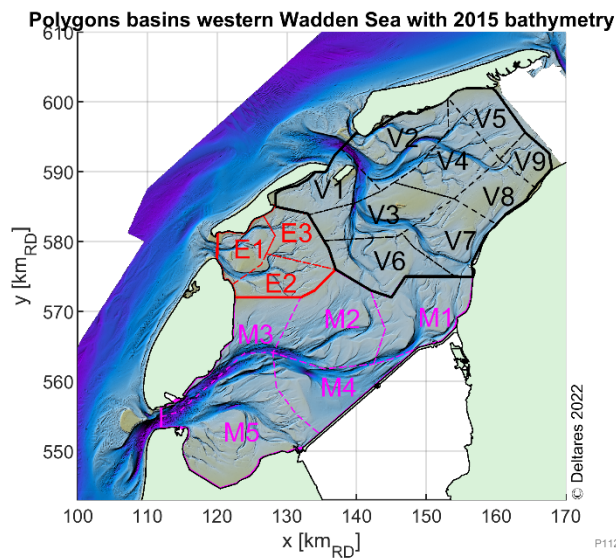 Polygons basins western Wadden Sea with 2015 bathymetry
610
600
590
580
570
560
550
y [km_RD]
V5
V2
V4
V9
V1
V8
V3
E3
E1
V7
V6
E2
M2
M1
M3
M4
M5
100
110
120
130
140
150
160
170
x [km_RD]
© Deltares 2022
P112